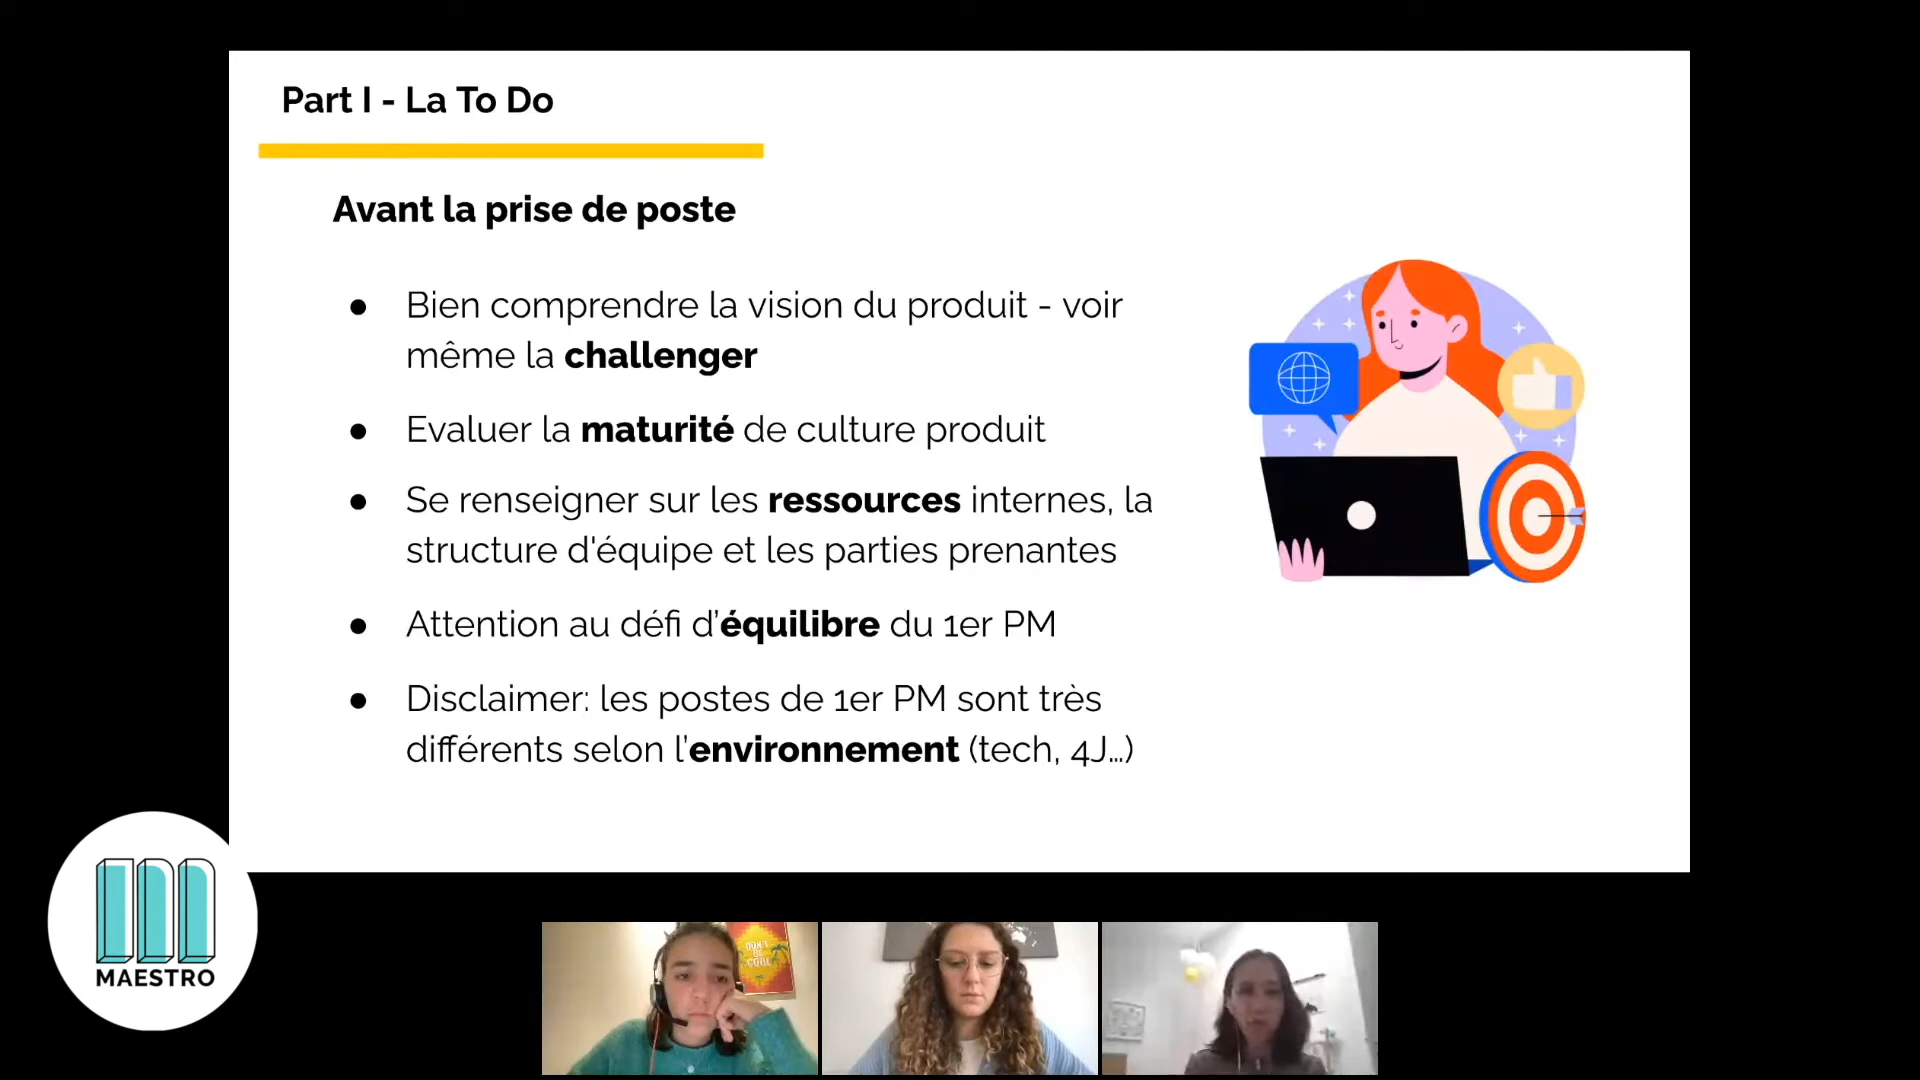 Part I - La To Do
Avant la prise de poste
● Bien comprendre la vision du produit - voir
même la challenger
● Evaluer la maturité de culture produit
● Se renseigner sur les ressources internes, la
structure d'équipe et les parties prenantes
● Attention au défi d'équilibre du 1er PM
● Disclaimer: les postes de 1er PM sont très
différents selon l'environnement (tech, 4J...)
MAESTRO
DON'T
BE
COOL